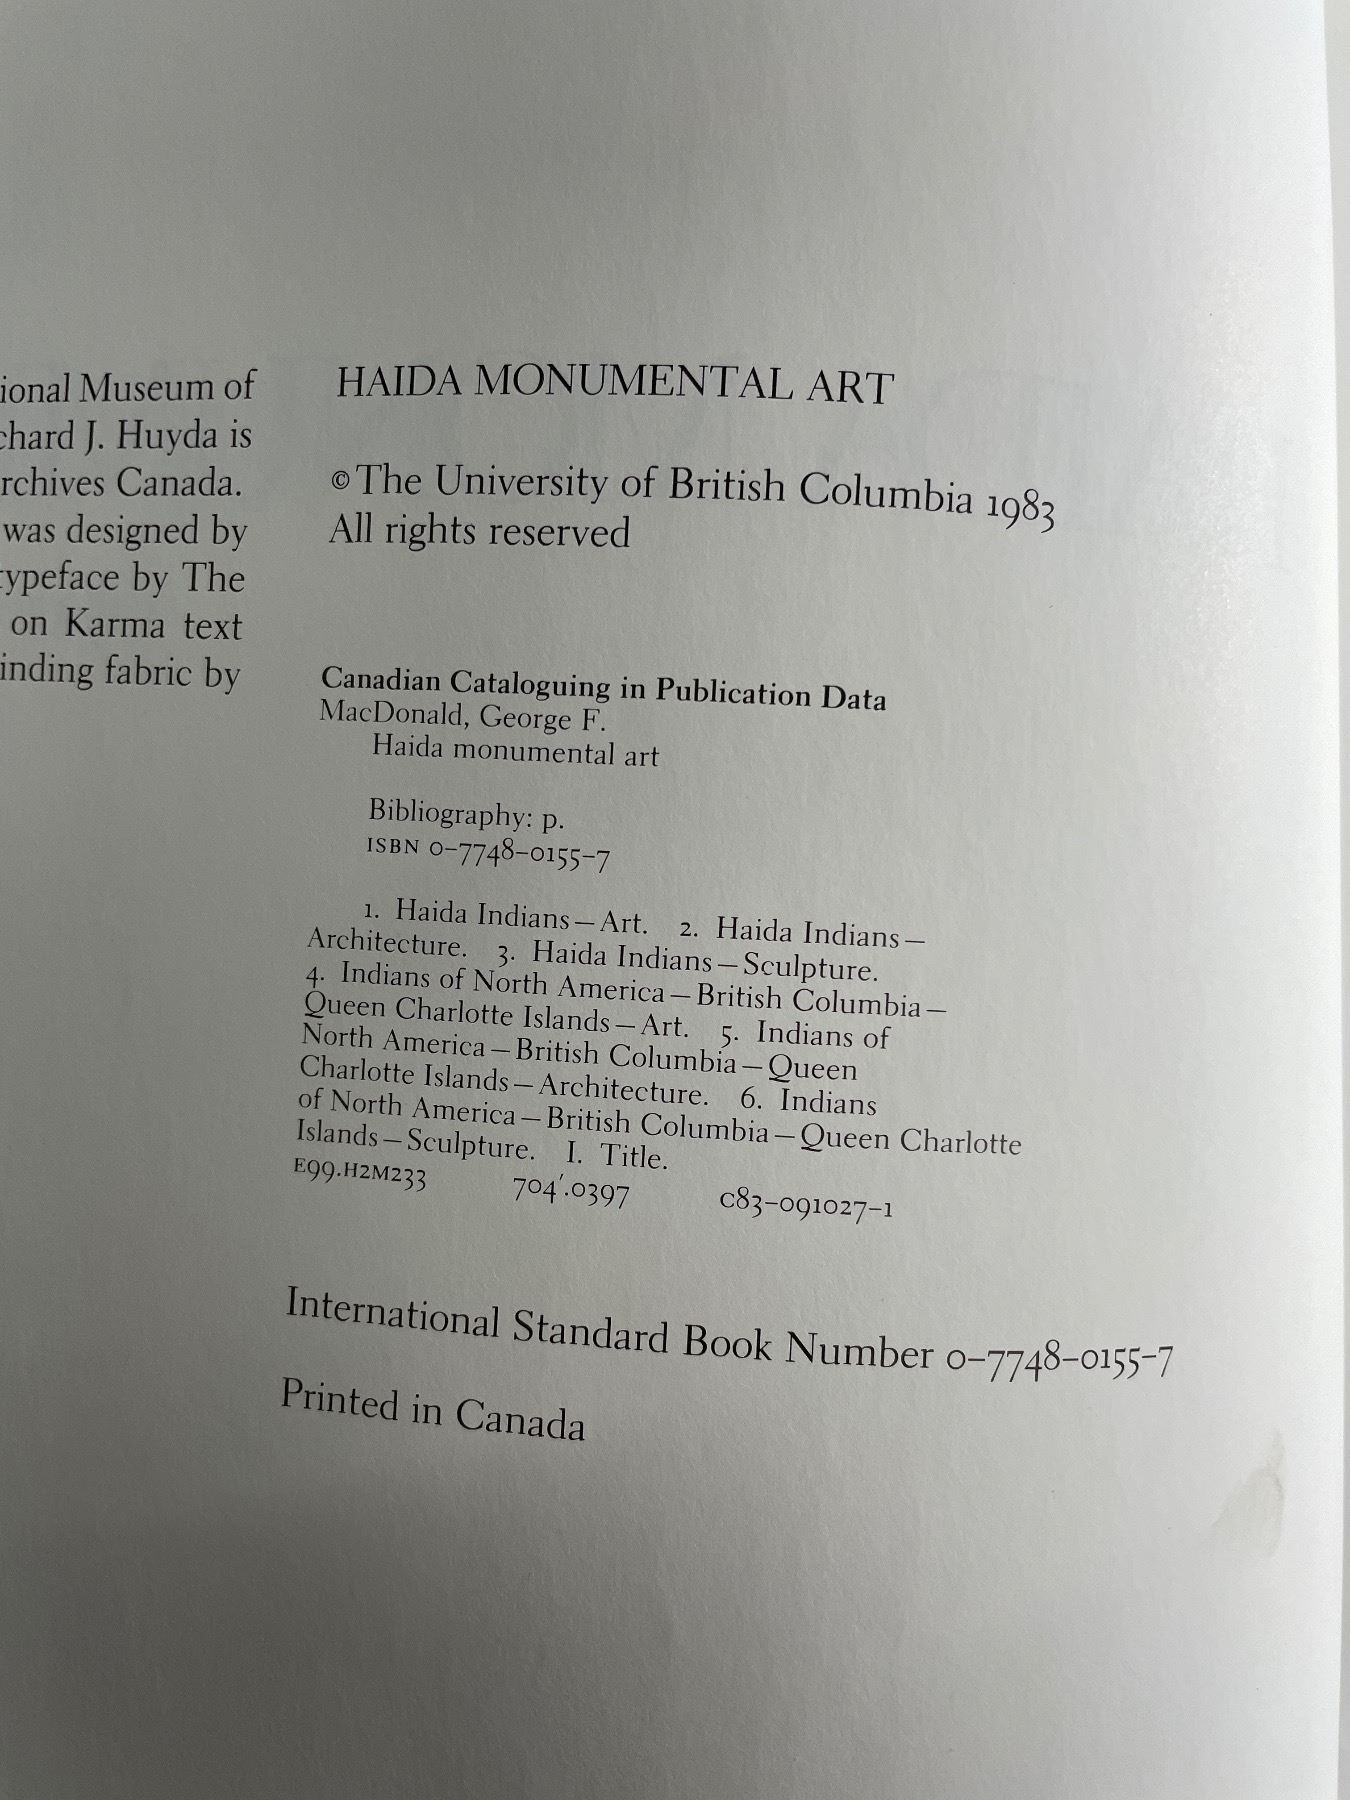 ional Museum of
chard J. Huyda is
rchives Canada.
was designed by
typeface by The
on Karma text
inding fabric by
HAIDA MONUMENTAL ART
© The University of British Columbia 1983
All rights reserved
Canadian Cataloguing in Publication Data
MacDonald, George F.
Haida monumental art
Bibliography: p.
ISBN 0–7748–0155–7
1. Haida Indians – Art. 2. Haida Indians –
Architecture. 3. Haida Indians – Sculpture.
4. Indians of North America – British Columbia –
Queen Charlotte Islands – Art. 5. Indians of
North America – British Columbia – Queen
Charlotte Islands – Architecture. 6. Indians
of North America – British Columbia – Queen Charlotte
Islands – Sculpture. I. Title.
E99.H2M233 704′.0397 C83–091027–1
International Standard Book Number 0–7748–0155–7
Printed in Canada